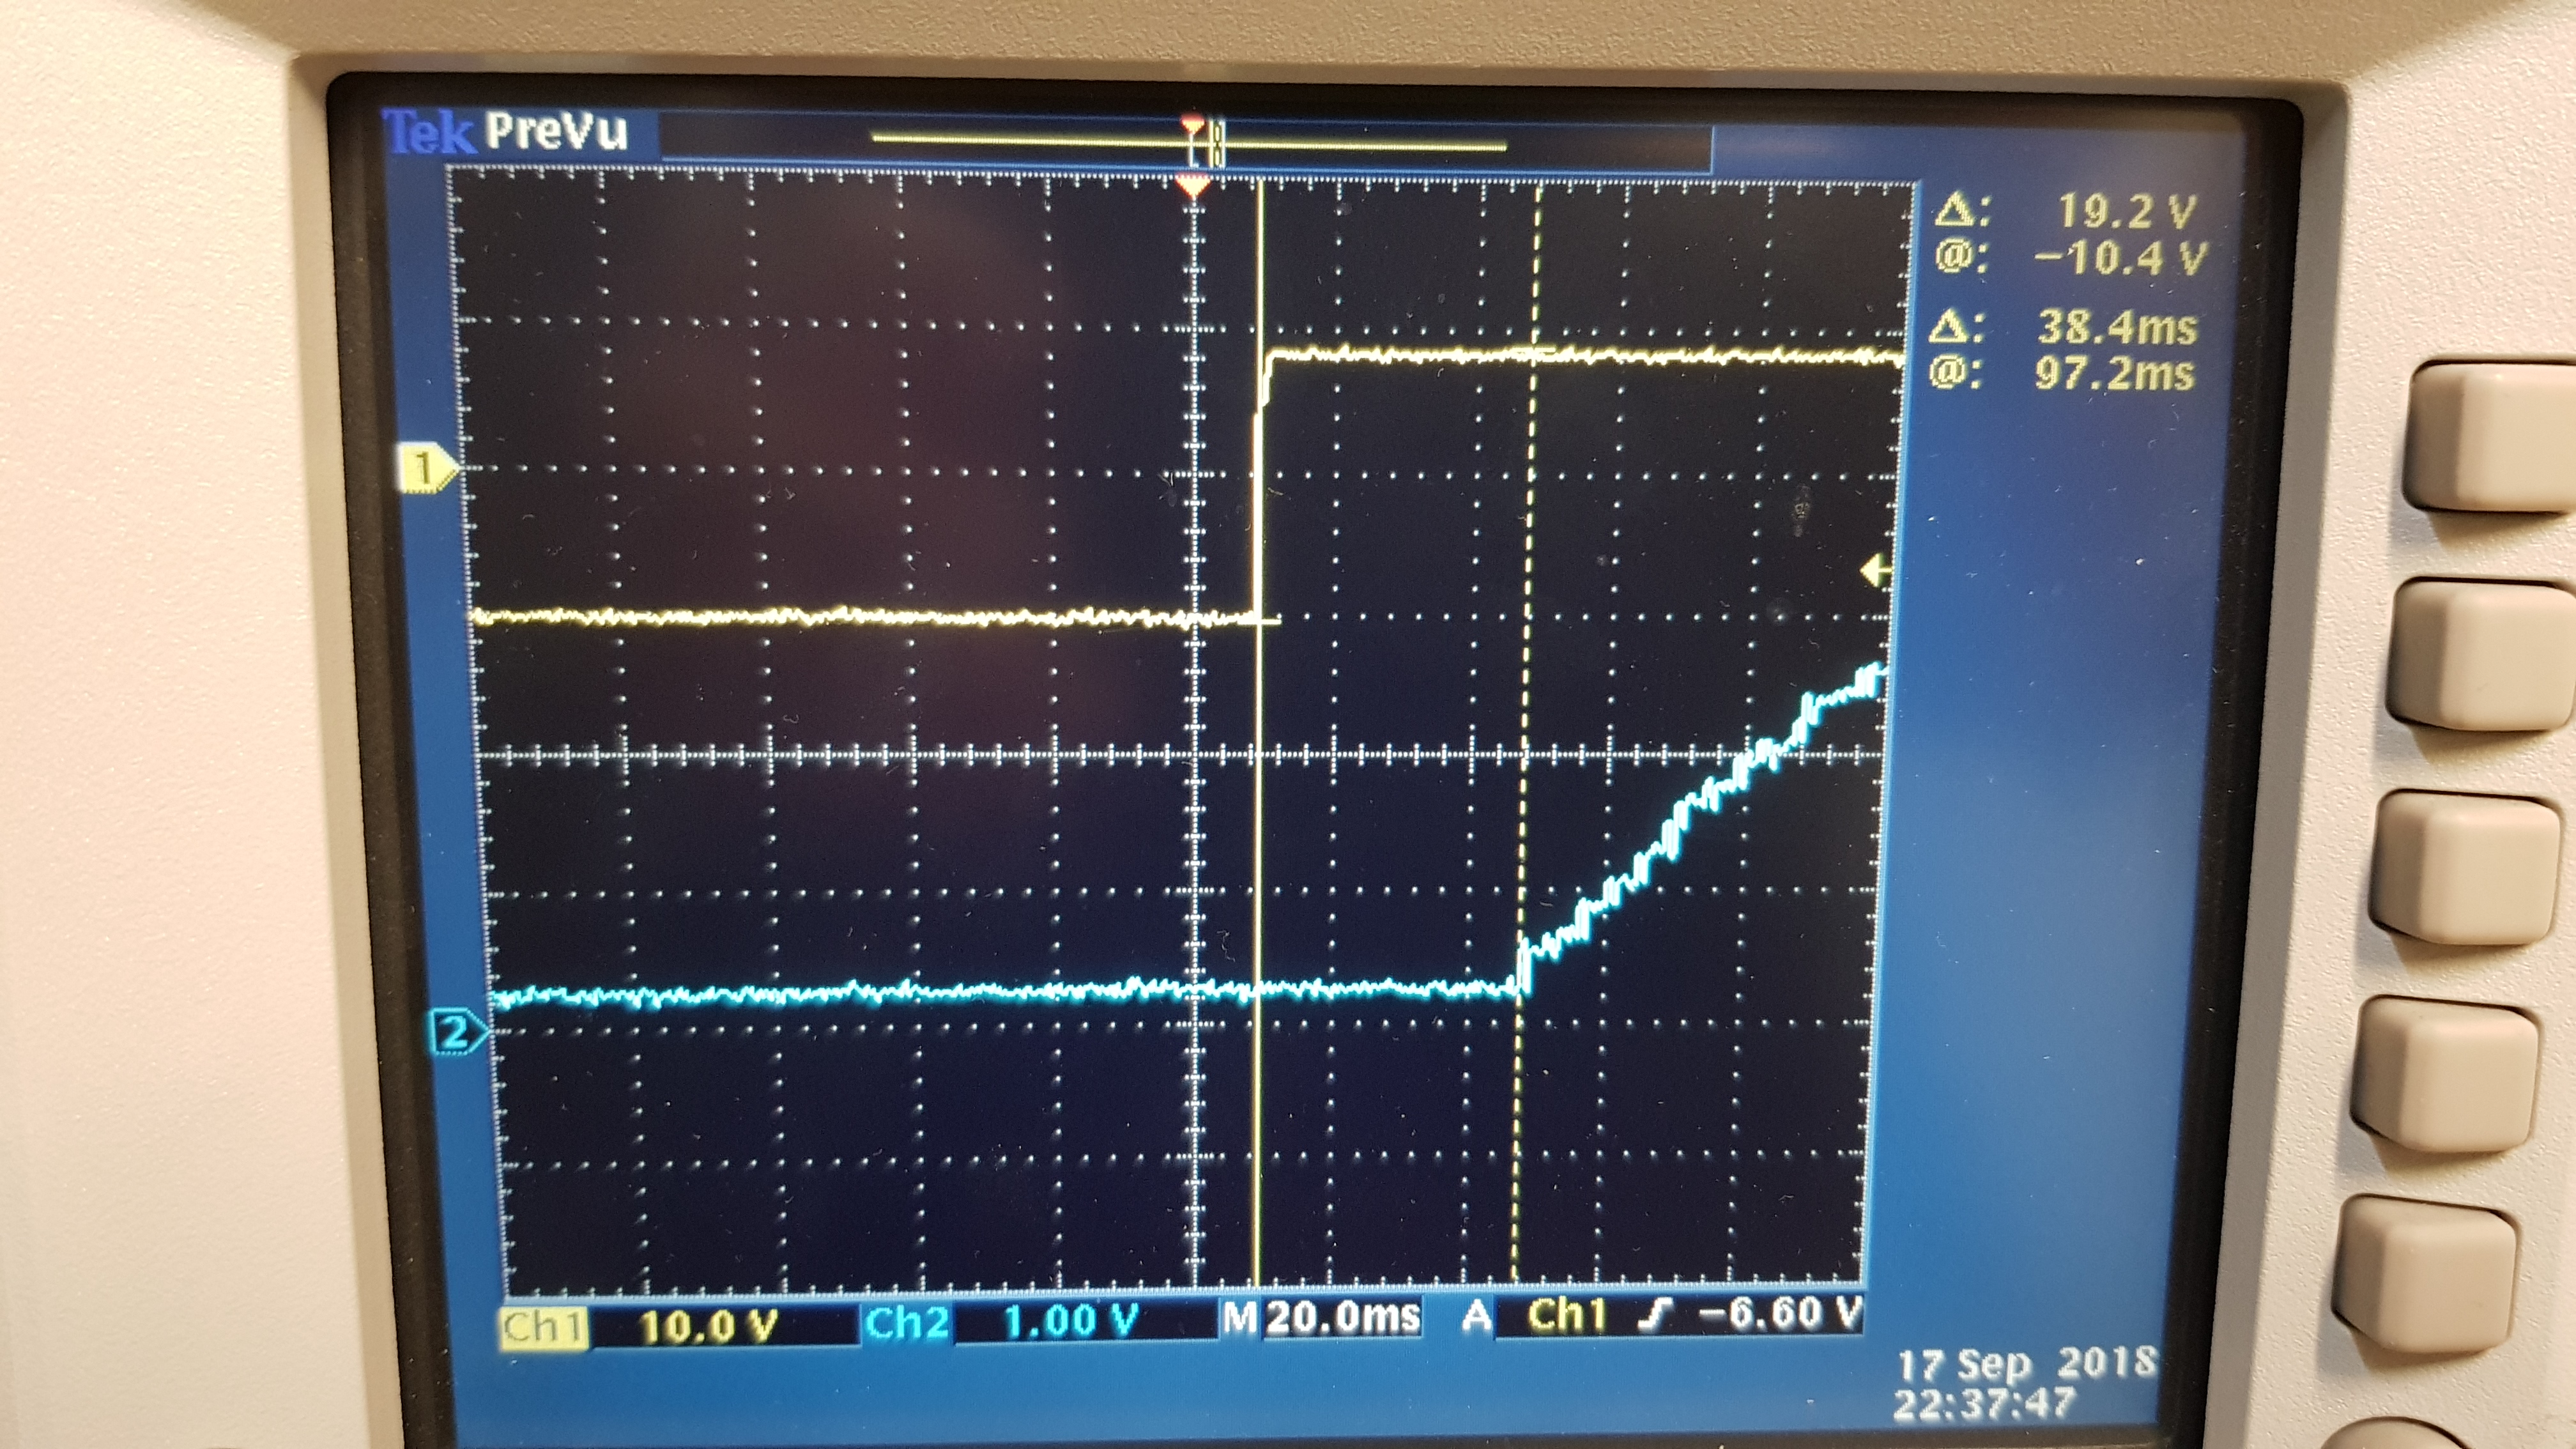 Tek PreVu
Δ: 19.2 V
@: −10.4 V
Δ: 38.4ms
@: 97.2ms
1
2
Ch1 10.0 V Ch2 1.00 V M 20.0ms A Ch1 −6.60 V
17 Sep 2018
22:37:47